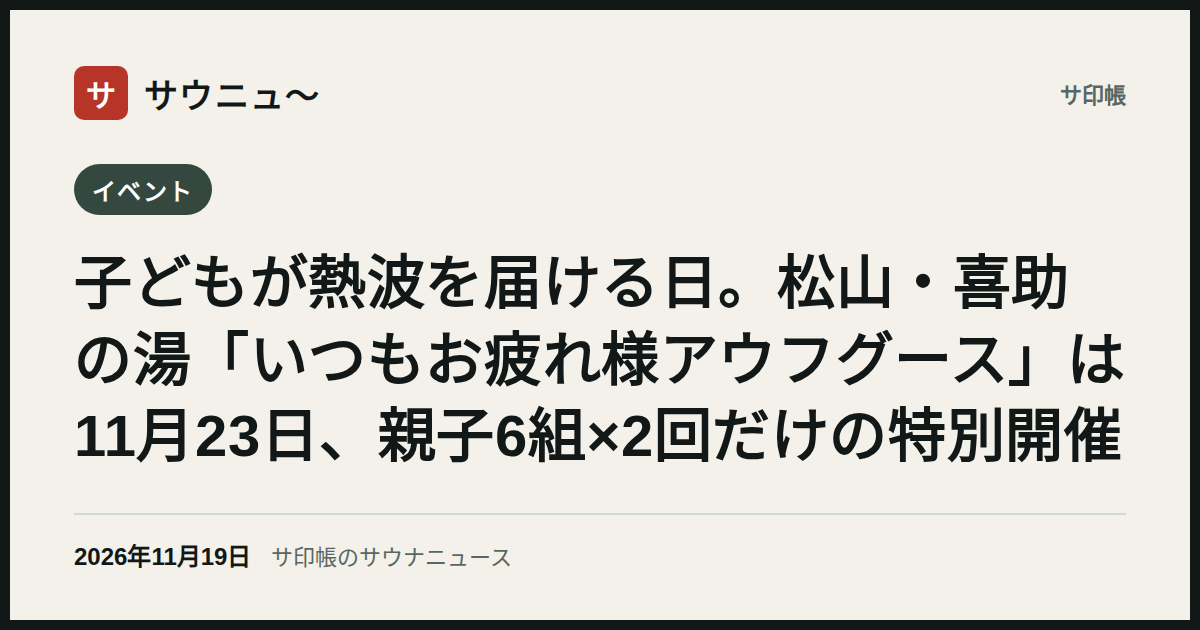 サ サウニュ〜
サ印帳
イベント
子どもが熱波を届ける日。松山・喜助
の湯「いつもお疲れ様アウフグース」は
11月23日、親子6組×2回だけの特別開催
2026年11月19日 サ印帳のサウナニュース